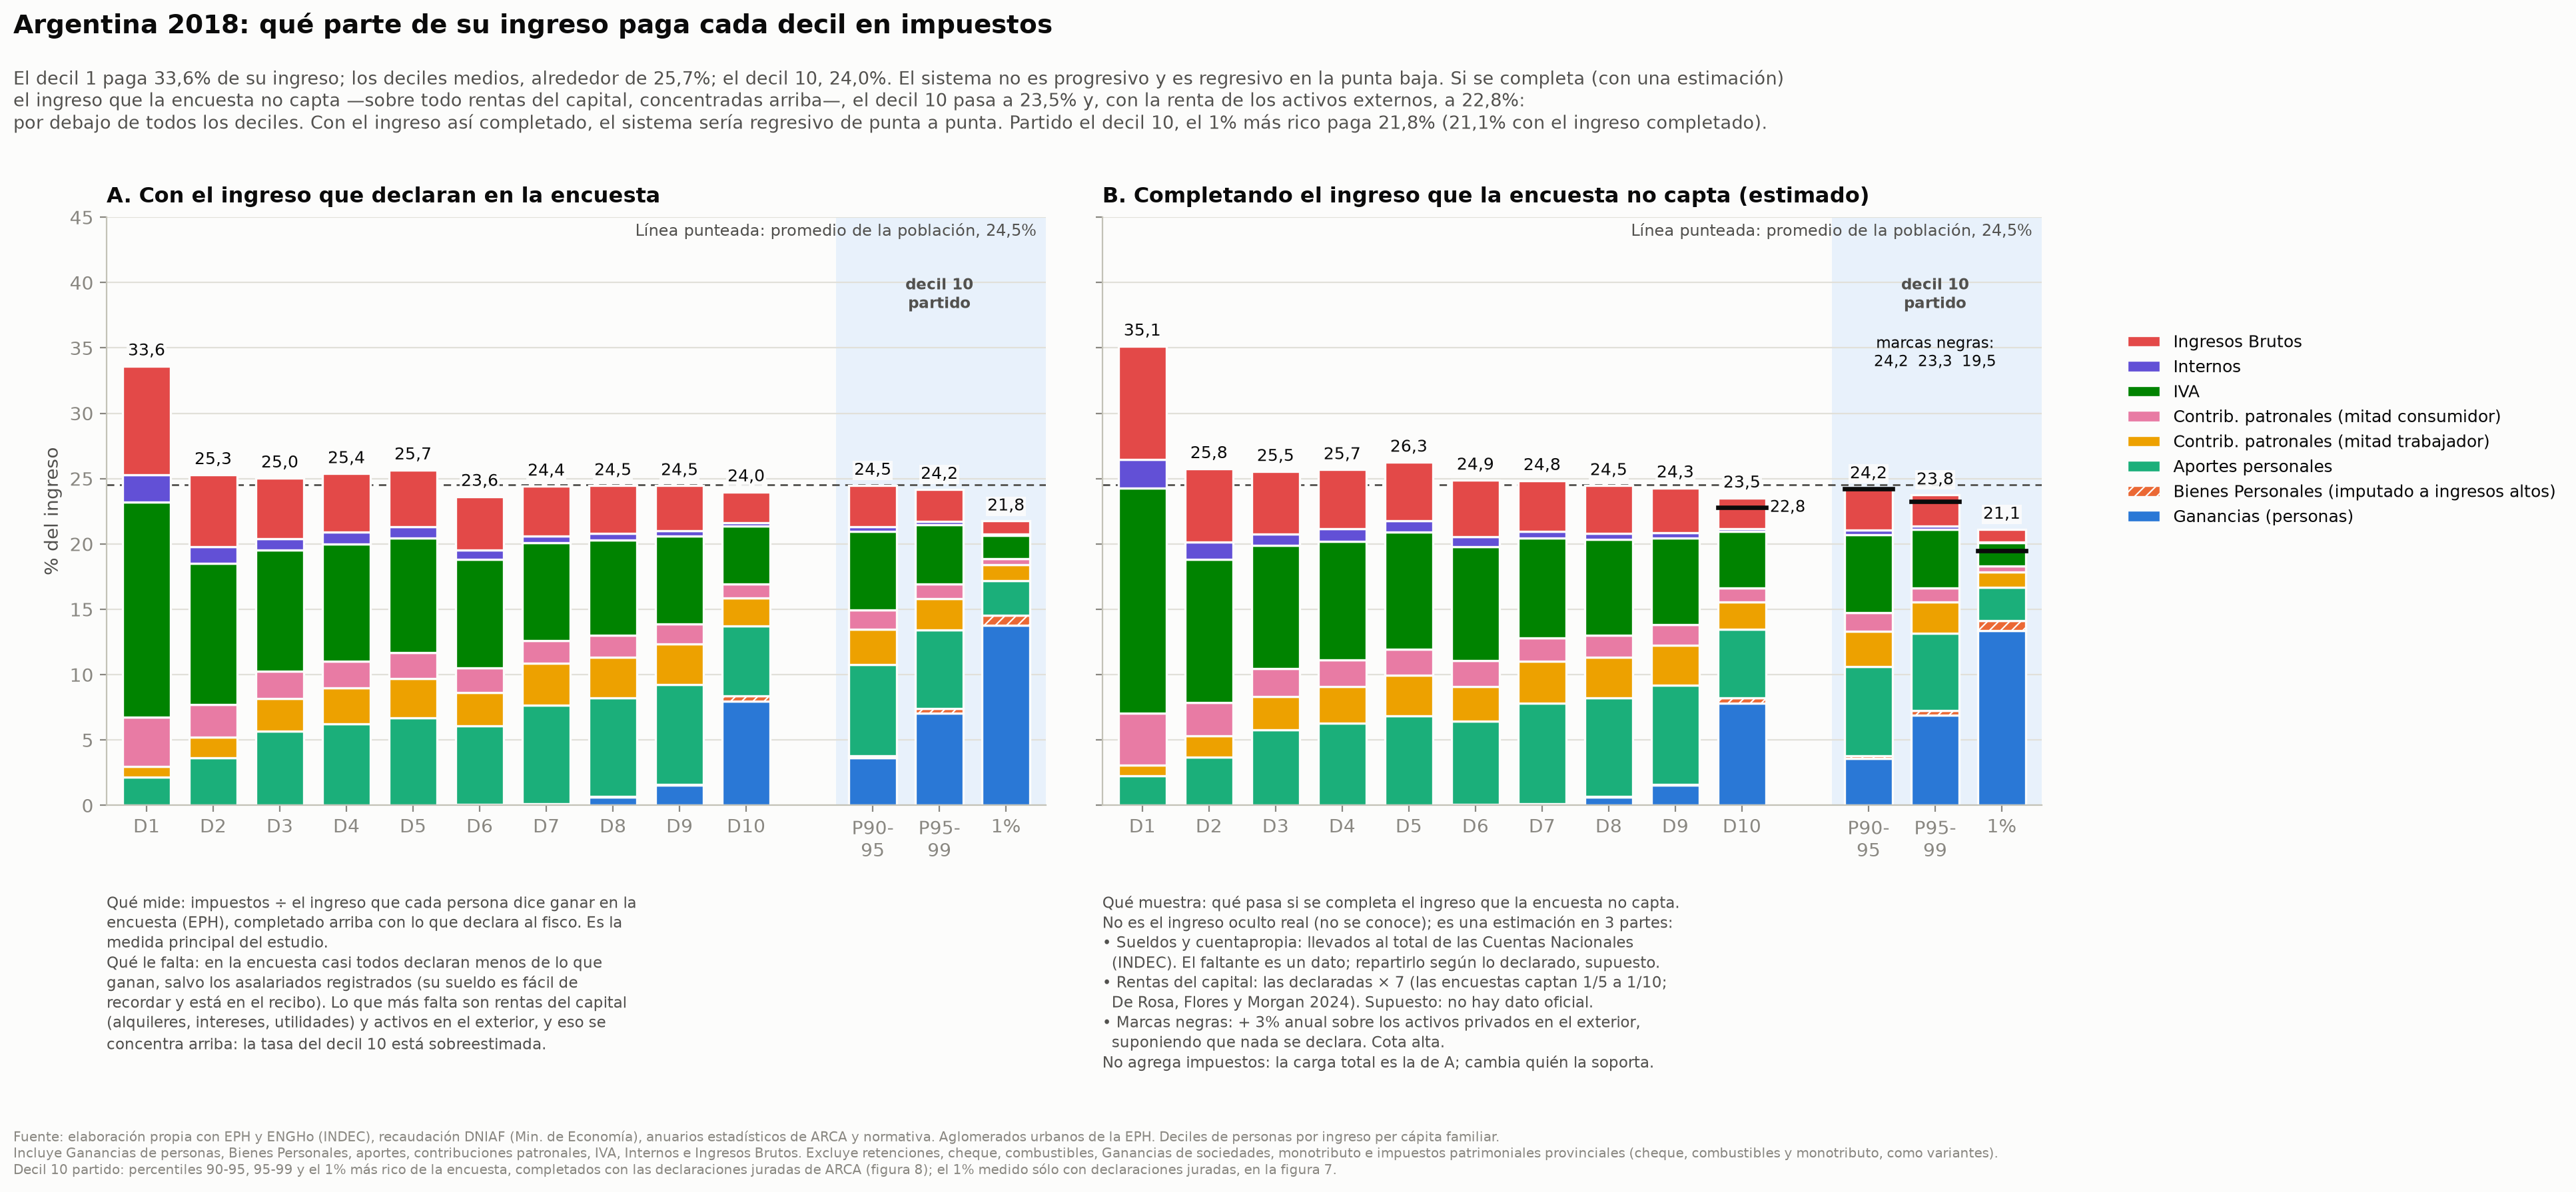 Argentina 2018: qué parte de su ingreso paga cada decil en impuestos
El decil 1 paga 33,6% de su ingreso; los deciles medios, alrededor de 25,7%; el decil 10, 24,0%. El sistema no es progresivo y es regresivo en la punta baja. Si se completa (con una estimación)
el ingreso que la encuesta no capta —sobre todo rentas del capital, concentradas arriba—, el decil 10 pasa a 23,5% y, con la renta de los activos externos, a 22,8%:
por debajo de todos los deciles. Con el ingreso así completado, el sistema sería regresivo de punta a punta. Partido el decil 10, el 1% más rico paga 21,8% (21,1% con el ingreso completado).
A. Con el ingreso que declaran en la encuesta
Línea punteada: promedio de la población, 24,5%
decil 10
partido
% del ingreso
45
40
35
30
25
20
15
10
5
0
33,6
25,3
25,0
25,4
25,7
23,6
24,4
24,5
24,5
24,0
24,5
24,2
21,8
D1
D2
D3
D4
D5
D6
D7
D8
D9
D10
P90-
95
P95-
99
1%
Qué mide: impuestos ÷ el ingreso que cada persona dice ganar en la
encuesta (EPH), completado arriba con lo que declara al fisco. Es la
medida principal del estudio.
Qué le falta: en la encuesta casi todos declaran menos de lo que
ganan, salvo los asalariados registrados (su sueldo es fácil de
recordar y está en el recibo). Lo que más falta son rentas del capital
(alquileres, intereses, utilidades) y activos en el exterior, y eso se
concentra arriba: la tasa del decil 10 está sobreestimada.
B. Completando el ingreso que la encuesta no capta (estimado)
Línea punteada: promedio de la población, 24,5%
decil 10
partido
marcas negras:
24,2 23,3 19,5
35,1
25,8
25,5
25,7
26,3
24,9
24,8
24,5
24,3
23,5
22,8
24,2
23,8
21,1
D1
D2
D3
D4
D5
D6
D7
D8
D9
D10
P90-
95
P95-
99
1%
Qué muestra: qué pasa si se completa el ingreso que la encuesta no capta.
No es el ingreso oculto real (no se conoce); es una estimación en 3 partes:
• Sueldos y cuentapropia: llevados al total de las Cuentas Nacionales
(INDEC). El faltante es un dato; repartirlo según lo declarado, supuesto.
• Rentas del capital: las declaradas × 7 (las encuestas captan 1/5 a 1/10;
De Rosa, Flores y Morgan 2024). Supuesto: no hay dato oficial.
• Marcas negras: + 3% anual sobre los activos privados en el exterior,
suponiendo que nada se declara. Cota alta.
No agrega impuestos: la carga total es la de A; cambia quién la soporta.
Ingresos Brutos
Internos
IVA
Contrib. patronales (mitad consumidor)
Contrib. patronales (mitad trabajador)
Aportes personales
Bienes Personales (imputado a ingresos altos)
Ganancias (personas)
Fuente: elaboración propia con EPH y ENGHo (INDEC), recaudación DNIAF (Min. de Economía), anuarios estadísticos de ARCA y normativa. Aglomerados urbanos de la EPH. Deciles de personas por ingreso per cápita familiar.
Incluye Ganancias de personas, Bienes Personales, aportes, contribuciones patronales, IVA, Internos e Ingresos Brutos. Excluye retenciones, cheque, combustibles, Ganancias de sociedades, monotributo e impuestos patrimoniales provinciales (cheque, combustibles y monotributo, como variantes).
Decil 10 partido: percentiles 90-95, 95-99 y el 1% más rico de la encuesta, completados con las declaraciones juradas de ARCA (figura 8); el 1% medido sólo con declaraciones juradas, en la figura 7.